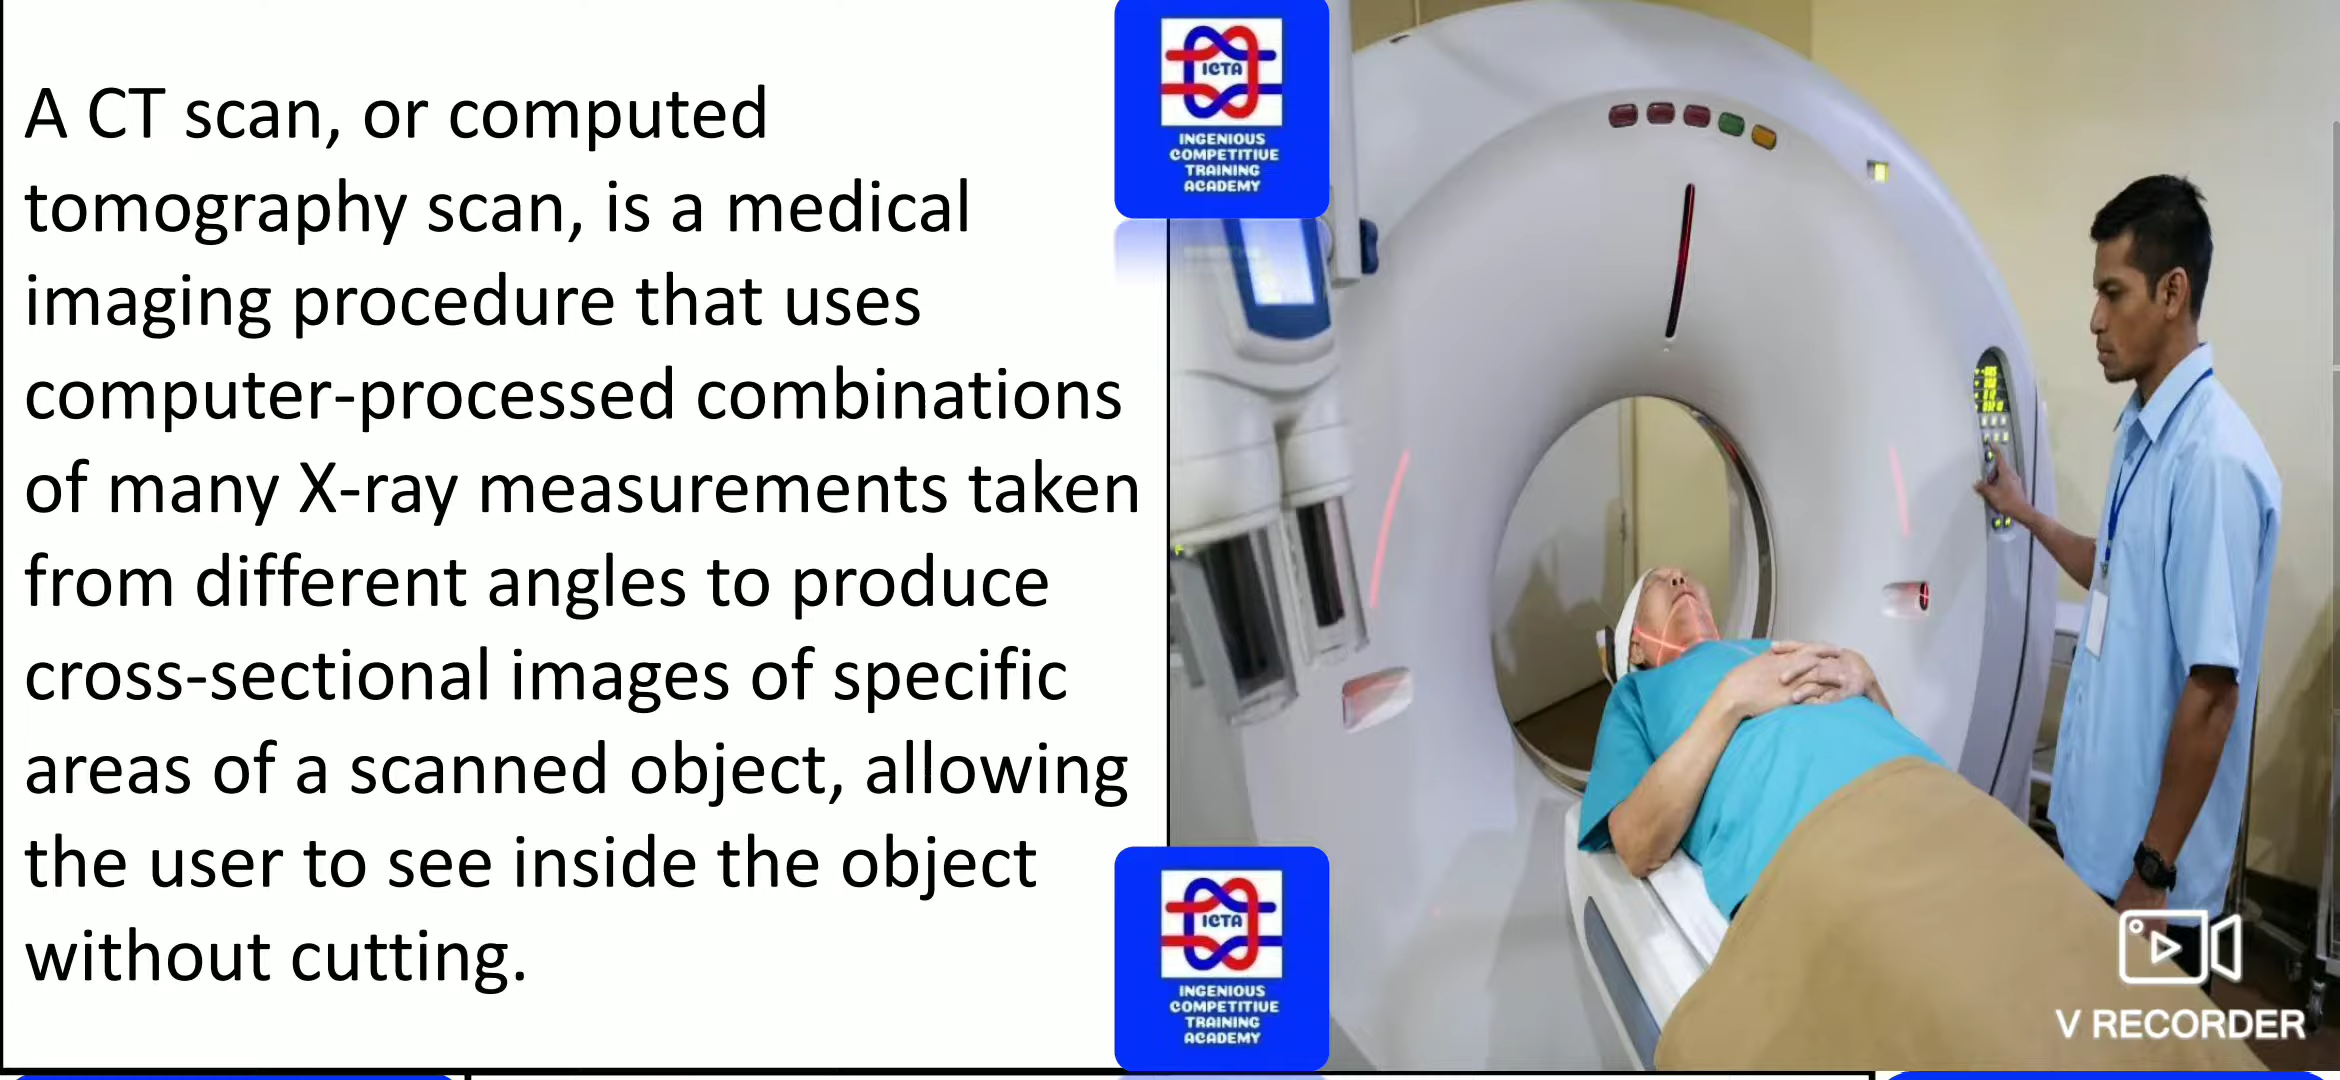 A CT scan, or computed
tomography scan, is a medical
imaging procedure that uses
computer-processed combinations
of many X-ray measurements taken
from different angles to produce
cross-sectional images of specific
areas of a scanned object, allowing
the user to see inside the object
without cutting.
ICTA
INGENIOUS
COMPETITIVE
TRAINING
ACADEMY
ICTA
INGENIOUS
COMPETITIVE
TRAINING
ACADEMY
V RECORDER